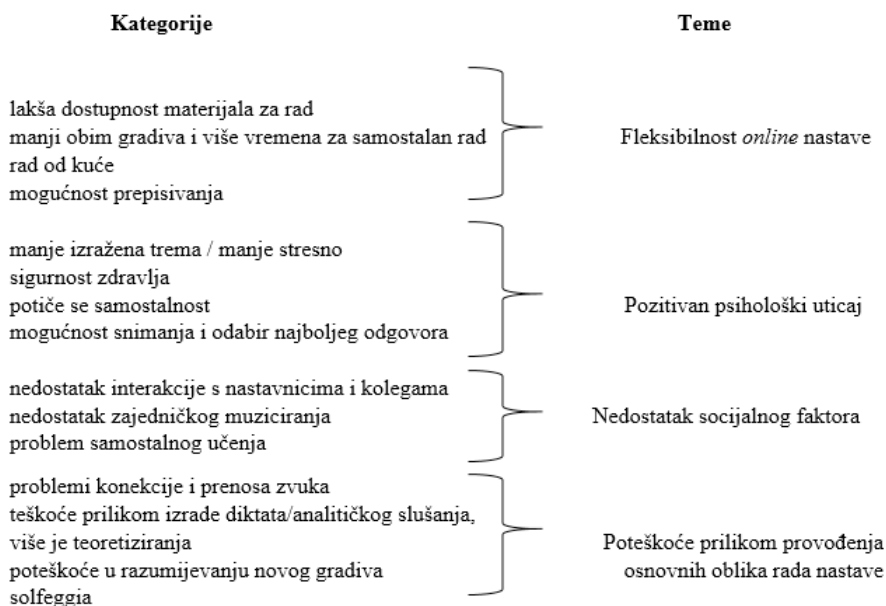 Kategorije
Teme
lakša dostupnost materijala za rad
manji obim gradiva i više vremena za samostalan rad
rad od kuće
mogućnost prepisivanja
Fleksibilnost online nastave
manje izražena trema / manje stresno
sigurnost zdravlja
potiče se samostalnost
mogućnost snimanja i odabir najboljeg odgovora
Pozitivan psihološki uticaj
nedostatak interakcije s nastavnicima i kolegama
nedostatak zajedničkog muziciranja
problem samostalnog učenja
Nedostatak socijalnog faktora
problemi konekcije i prenosa zvuka
teškoće prilikom izrade diktata/analitičkog slušanja,
više je teoretiziranja
poteškoće u razumijevanju novog gradiva
solfeggia
Poteškoće prilikom provođenja
osnovnih oblika rada nastave